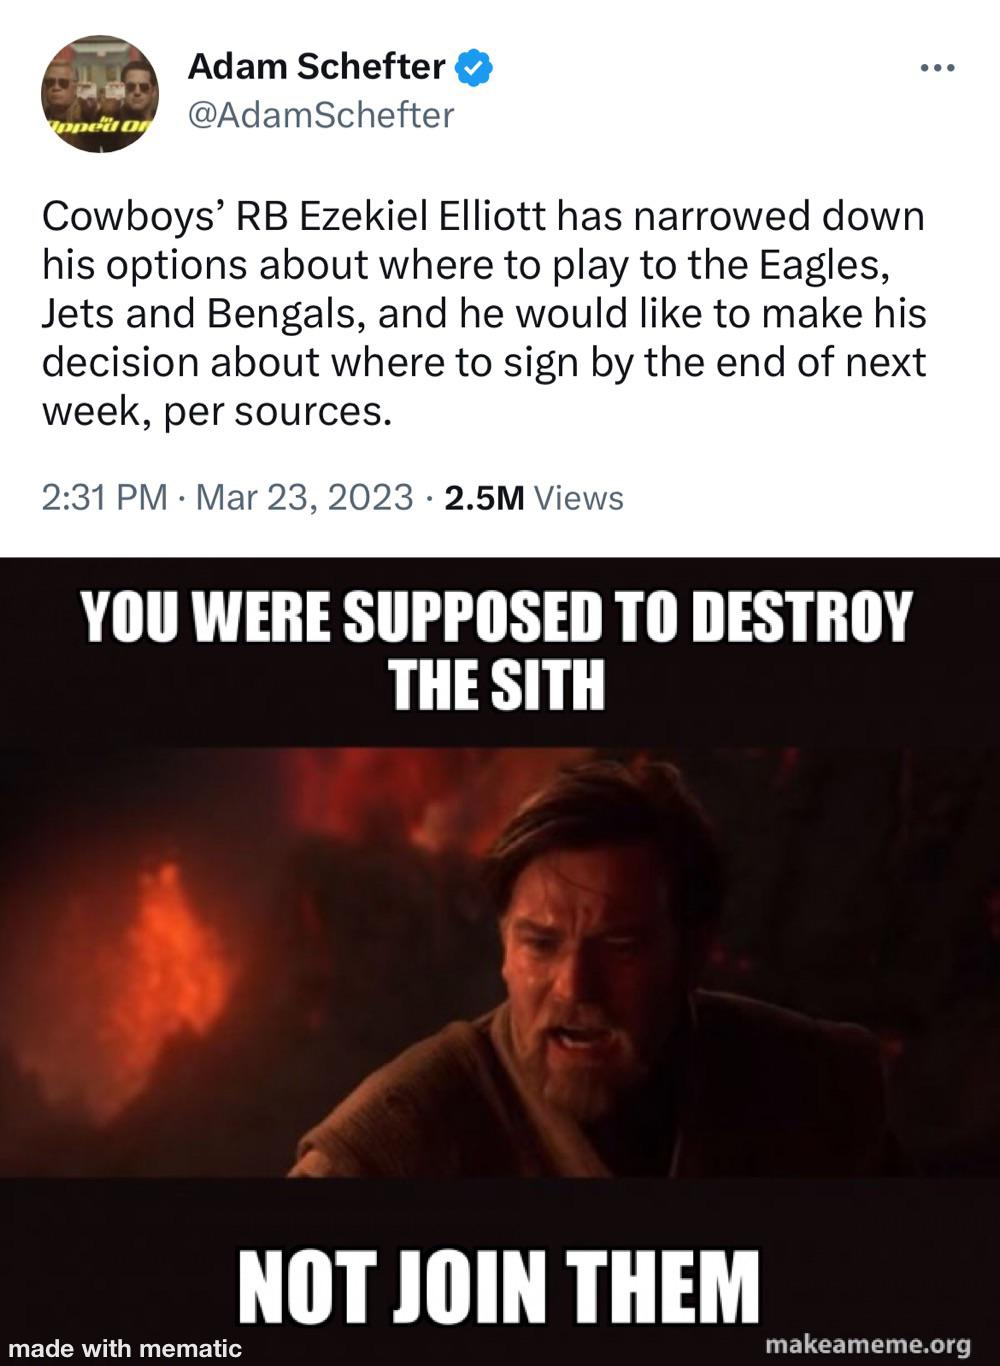 Adam Schefter
@AdamSchefter
Cowboys’ RB Ezekiel Elliott has narrowed down
his options about where to play to the Eagles,
Jets and Bengals, and he would like to make his
decision about where to sign by the end of next
week, per sources.
2:31 PM · Mar 23, 2023 · 2.5M Views
YOU WERE SUPPOSED TO DESTROY
THE SITH
NOT JOIN THEM
made with mematic
makeameme.org